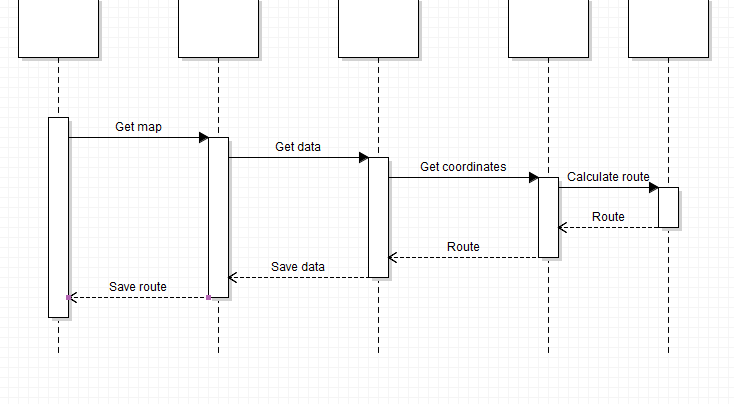 Get map
Get data
Get coordinates
Calculate route
Route
Route
Save data
Save route